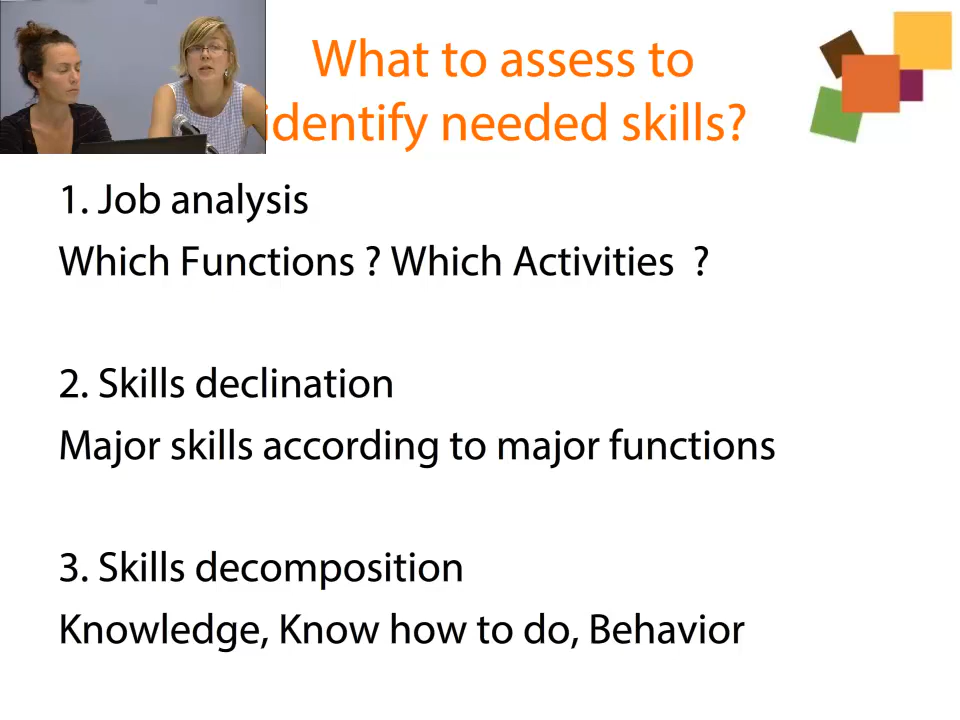 What to assess to
identify needed skills?
1. Job analysis
Which Functions ? Which Activities  ?
2. Skills declination
Major skills according to major functions
3. Skills decomposition
Knowledge, Know how to do, Behavior